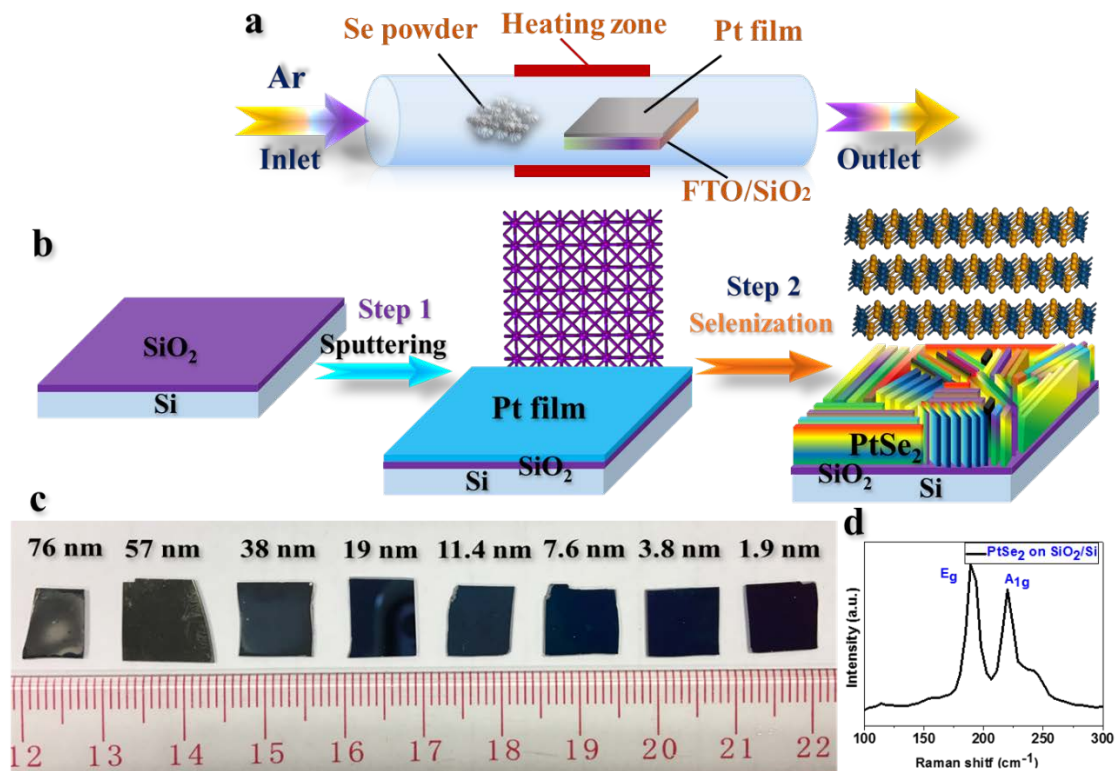 a
Se powder
Heating zone
Pt film
Ar
Inlet
Outlet
FTO/SiO₂
b
SiO₂
Si
Step 1
Sputtering
Pt film
SiO₂
Si
Step 2
Selenization
PtSe₂
SiO₂
Si
c
76 nm 57 nm 38 nm 19 nm 11.4 nm 7.6 nm 3.8 nm 1.9 nm
12 13 14 15 16 17 18 19 20 21 22
d
PtSe₂ on SiO₂/Si
Eg
A1g
Intensity (a.u.)
100 150 200 250 300
Raman shitf (cm⁻¹)